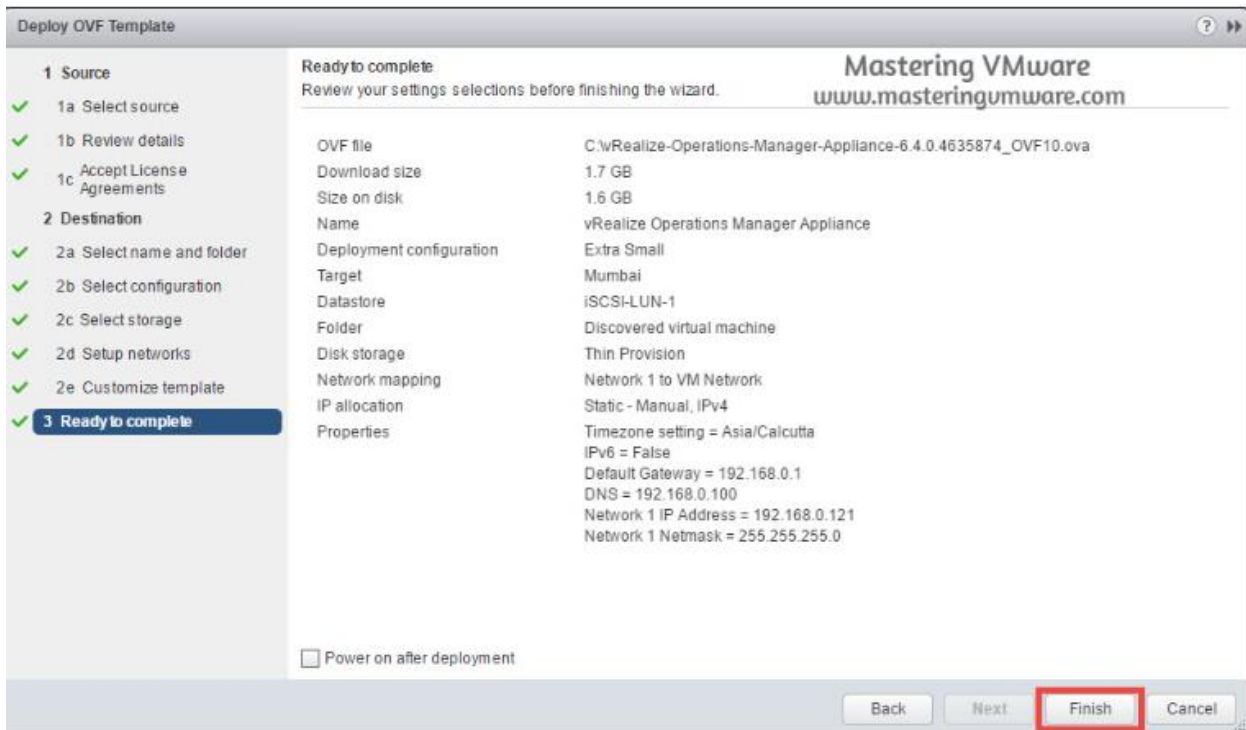 Deploy OVF Template
1 Source
1a Select source
1b Review details
1c Accept License
Agreements
2 Destination
2a Select name and folder
2b Select configuration
2c Select storage
2d Setup networks
2e Customize template
3 Ready to complete
Ready to complete
Review your settings selections before finishing the wizard.
Mastering VMware
www.masteringvmware.com
OVF file C:\vRealize-Operations-Manager-Appliance-6.4.0.4635874_OVF10.ova
Download size 1.7 GB
Size on disk 1.6 GB
Name vRealize Operations Manager Appliance
Deployment configuration Extra Small
Target Mumbai
Datastore iSCSI-LUN-1
Folder Discovered virtual machine
Disk storage Thin Provision
Network mapping Network 1 to VM Network
IP allocation Static - Manual, IPv4
Properties Timezone setting = Asia/Calcutta
IPv6 = False
Default Gateway = 192.168.0.1
DNS = 192.168.0.100
Network 1 IP Address = 192.168.0.121
Network 1 Netmask = 255.255.255.0
Power on after deployment
Back Next Finish Cancel